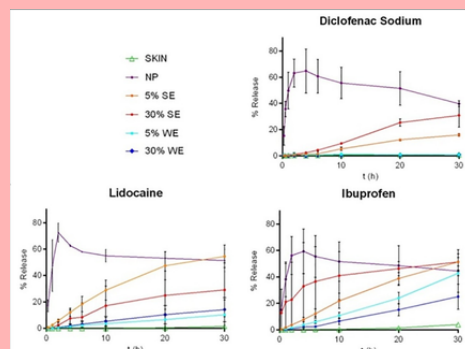 Diclofenac Sodium
SKIN
NP
5% SE
30% SE
5% WE
30% WE
% Release
80
60
40
20
0
0
10
20
30
t (h)
Lidocaine
% Release
80
60
40
20
0
0
10
20
30
t (h)
Ibuprofen
% Release
80
60
40
20
0
0
10
20
30
t (h)